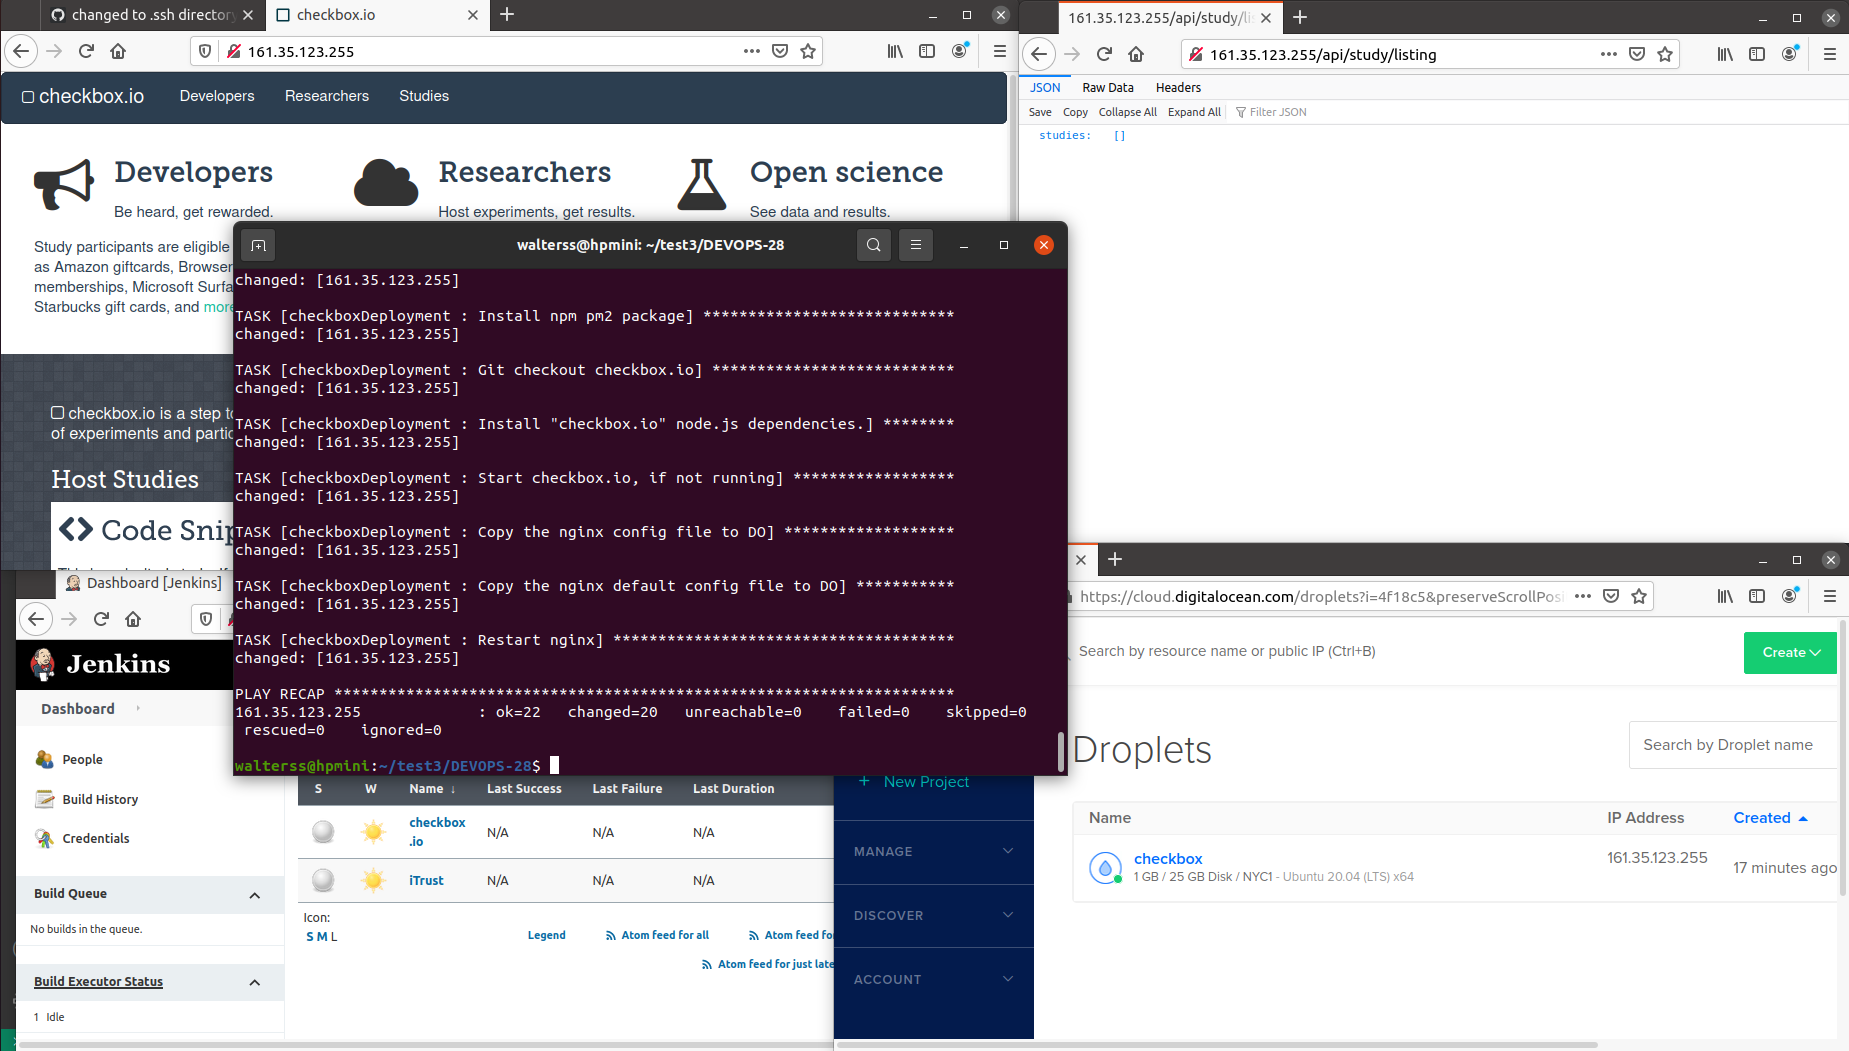 changed to .ssh directory
checkbox.io
161.35.123.255
checkbox.io Developers Researchers Studies
Developers
Be heard, get rewarded.
Study participants are eligible
as Amazon giftcards, Browser
memberships, Microsoft Surfa
Starbucks gift cards, and more
Researchers
Host experiments, get results.
Open science
See data and results.
checkbox.io is a step to
of experiments and partic
Host Studies
Code Snip
161.35.123.255/api/study/lis
161.35.123.255/api/study/listing
JSON Raw Data Headers
Save Copy Collapse All Expand All Filter JSON
studies: []
walterss@hpmini: ~/test3/DEVOPS-28
changed: [161.35.123.255]
TASK [checkboxDeployment : Install npm pm2 package] ****************************
changed: [161.35.123.255]
TASK [checkboxDeployment : Git checkout checkbox.io] ***************************
changed: [161.35.123.255]
TASK [checkboxDeployment : Install "checkbox.io" node.js dependencies.] ********
changed: [161.35.123.255]
TASK [checkboxDeployment : Start checkbox.io, if not running] ******************
changed: [161.35.123.255]
TASK [checkboxDeployment : Copy the nginx config file to DO] *******************
changed: [161.35.123.255]
TASK [checkboxDeployment : Copy the nginx default config file to DO] ***********
changed: [161.35.123.255]
TASK [checkboxDeployment : Restart nginx] **************************************
changed: [161.35.123.255]
PLAY RECAP *********************************************************************
161.35.123.255 : ok=22 changed=20 unreachable=0 failed=0 skipped=0
rescued=0 ignored=0
walterss@hpmini:~/test3/DEVOPS-28$
Dashboard [Jenkins]
Jenkins
Dashboard
People
Build History
Credentials
Build Queue
No builds in the queue.
Build Executor Status
1 Idle
S W Name ↓ Last Success Last Failure Last Duration
checkbox
.io N/A N/A N/A
iTrust N/A N/A N/A
Icon:
S M L
Legend Atom feed for all Atom feed for
Atom feed for just late
https://cloud.digitalocean.com/droplets?i=4f18c5&preserveScrollPosi
Search by resource name or public IP (Ctrl+B)
Create
+ New Project
MANAGE
DISCOVER
ACCOUNT
Droplets
Search by Droplet name
Name IP Address Created
checkbox
1 GB / 25 GB Disk / NYC1 - Ubuntu 20.04 (LTS) x64
161.35.123.255
17 minutes ago